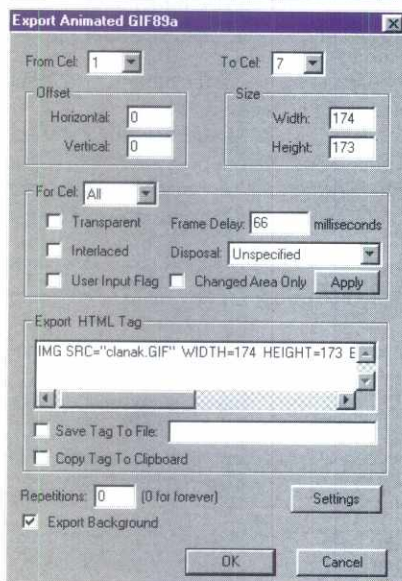 Export Animated GIF89a
From Cel: 1 To Cel: 7
Offset Size
Horizontal: 0 Width: 174
Vertical: 0 Height: 173
For Cel: All
Transparent Frame Delay: 66 milliseconds
Interlaced Disposal: Unspecified
User Input Flag Changed Area Only Apply
Export HTML Tag
IMG SRC="clanak.GIF" WIDTH=174 HEIGHT=173
Save Tag To File:
Copy Tag To Clipboard
Repetitions: 0 (0 for forever) Settings
Export Background
OK Cancel